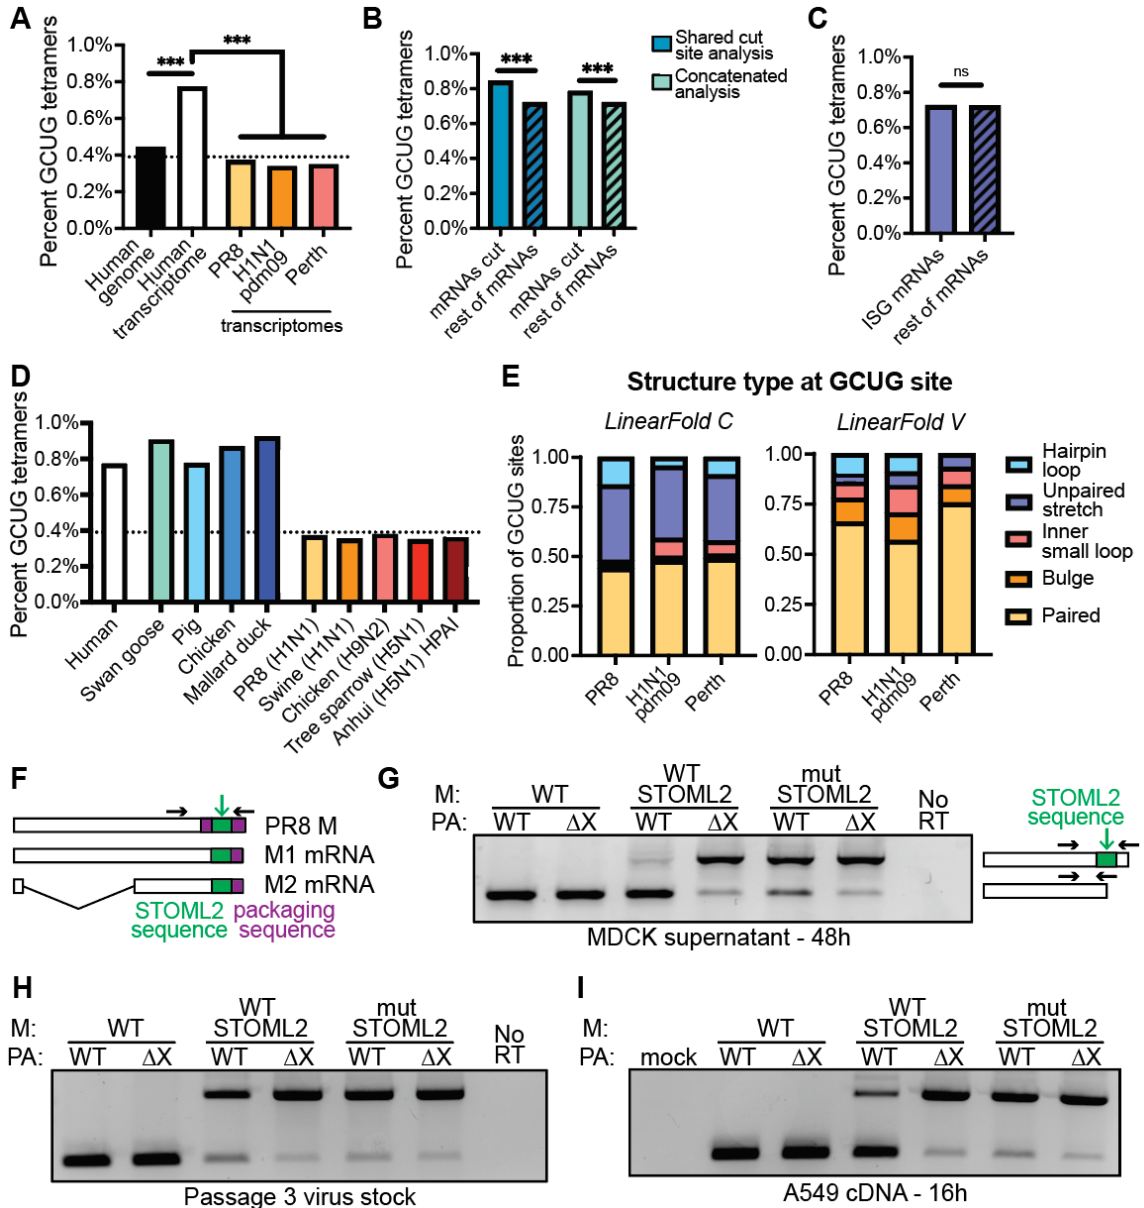 A
Percent GCUG tetramers
1.0%
0.8%
0.6%
0.4%
0.2%
0.0%
***
***
Human
genome
Human
transcriptome
PR8
H1N1
pdm09
Perth
transcriptomes
B
Percent GCUG tetramers
1.0%
0.8%
0.6%
0.4%
0.2%
0.0%
***
***
mRNAs cut
rest of mRNAs
mRNAs cut
rest of mRNAs
Shared cut
site analysis
Concatenated
analysis
C
Percent GCUG tetramers
1.0%
0.8%
0.6%
0.4%
0.2%
0.0%
ns
ISG mRNAs
rest of mRNAs
D
Percent GCUG tetramers
1.0%
0.8%
0.6%
0.4%
0.2%
0.0%
Human
Swan goose
Pig
Chicken
Mallard duck
PR8 (H1N1)
Swine (H1N1)
Chicken (H9N2)
Tree sparrow (H5N1)
Anhui (H5N1) HPAI
E
Structure type at GCUG site
LinearFold C
LinearFold V
Proportion of GCUG sites
1.00
0.75
0.50
0.25
0.00
PR8
H1N1
pdm09
Perth
1.00
0.75
0.50
0.25
0.00
PR8
H1N1
pdm09
Perth
Hairpin
loop
Unpaired
stretch
Inner
small loop
Bulge
Paired
F
PR8 M
M1 mRNA
M2 mRNA
STOML2
sequence
packaging
sequence
G
M: WT WT STOML2 mut STOML2 No RT
PA: WT ΔX WT ΔX WT ΔX
MDCK supernatant - 48h
STOML2
sequence
H
M: WT WT STOML2 mut STOML2 No RT
PA: WT ΔX WT ΔX WT ΔX
Passage 3 virus stock
I
M: WT WT STOML2 mut STOML2
PA: mock WT ΔX WT ΔX WT ΔX
A549 cDNA - 16h